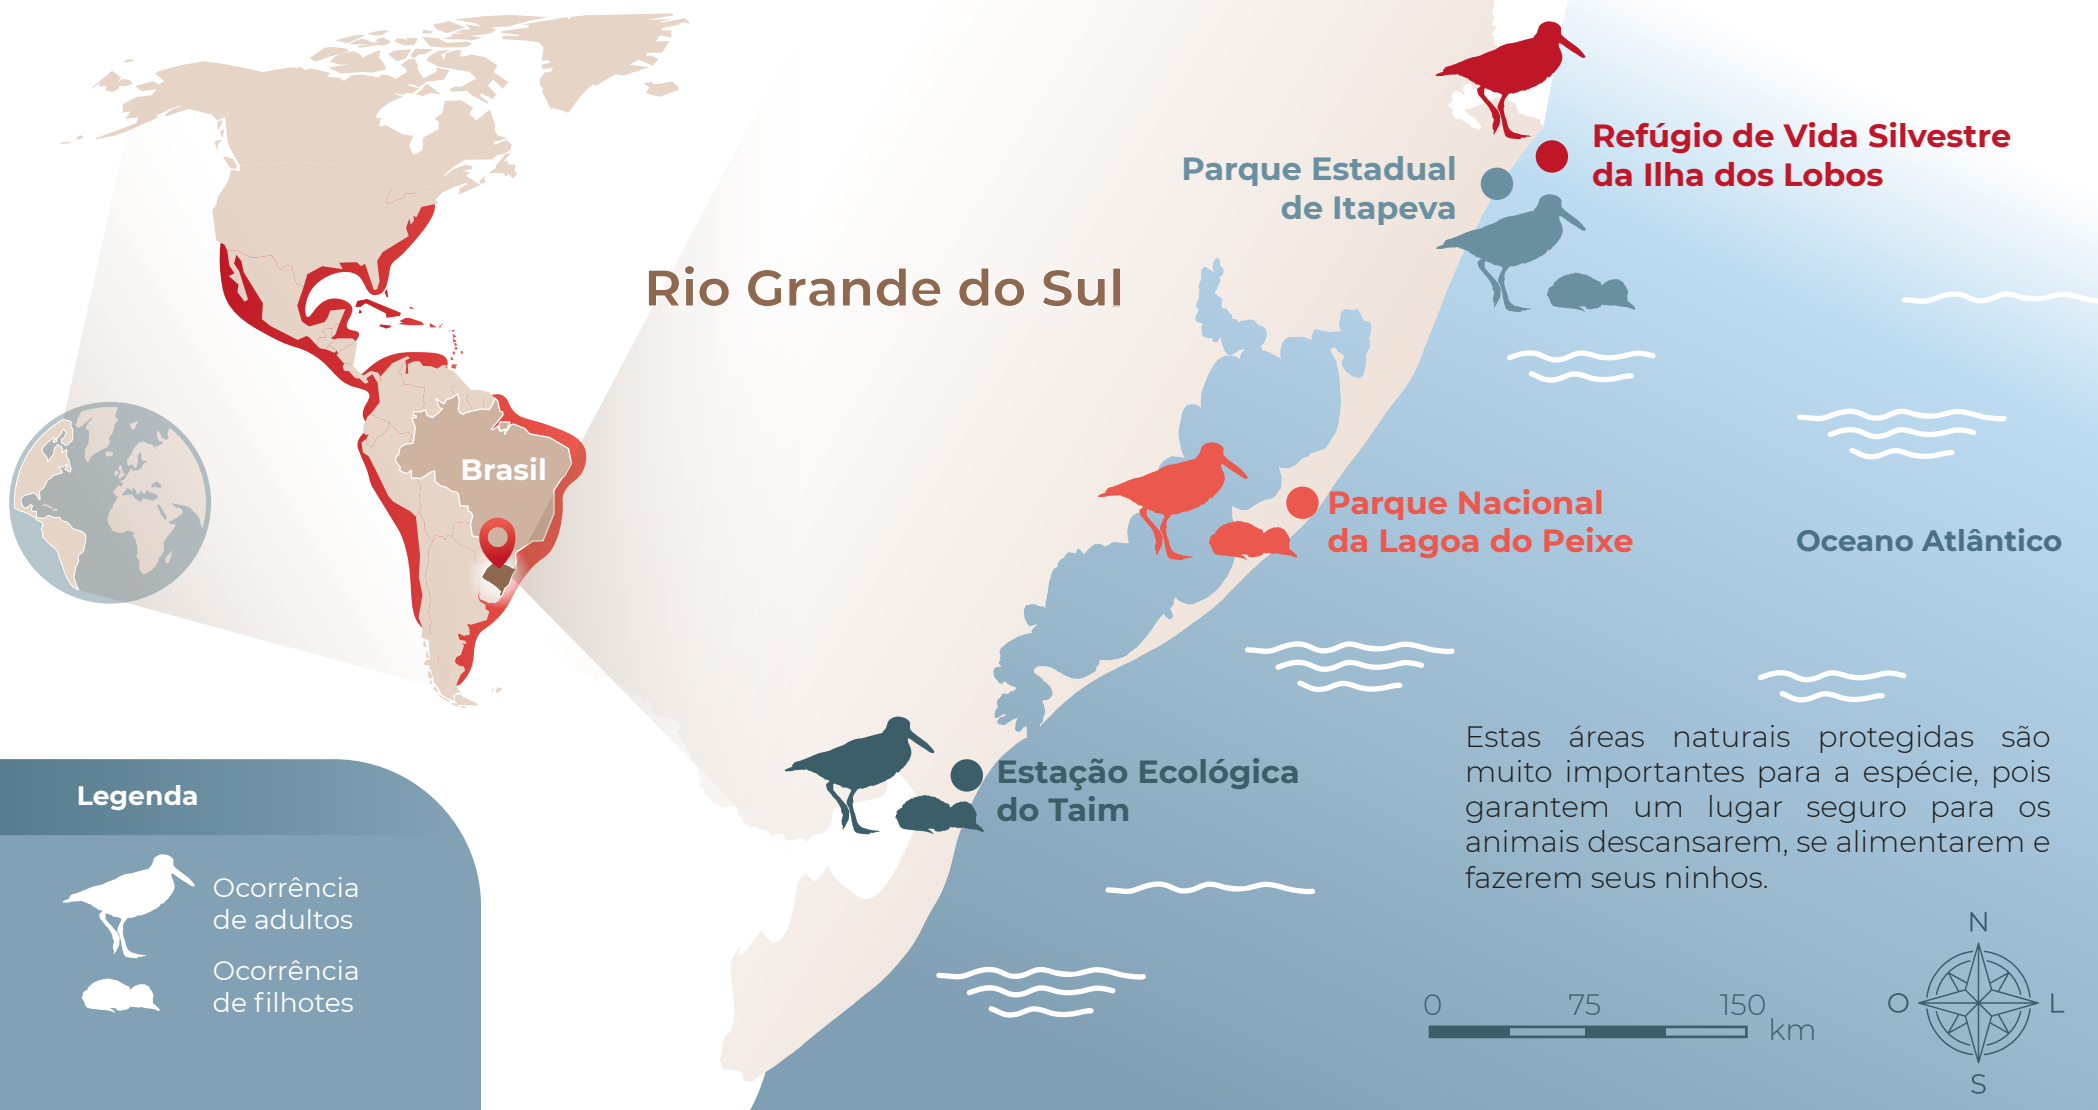 Refúgio de Vida Silvestre
da Ilha dos Lobos
Parque Estadual
de Itapeva
Rio Grande do Sul
Brasil
Parque Nacional
da Lagoa do Peixe
Oceano Atlântico
Estação Ecológica
do Taim
Estas áreas naturais protegidas são
muito importantes para a espécie, pois
garantem um lugar seguro para os
animais descansarem, se alimentarem e
fazerem seus ninhos.
Legenda
Ocorrência
de adultos
Ocorrência
de filhotes
0 75 150
km
N
O L
S